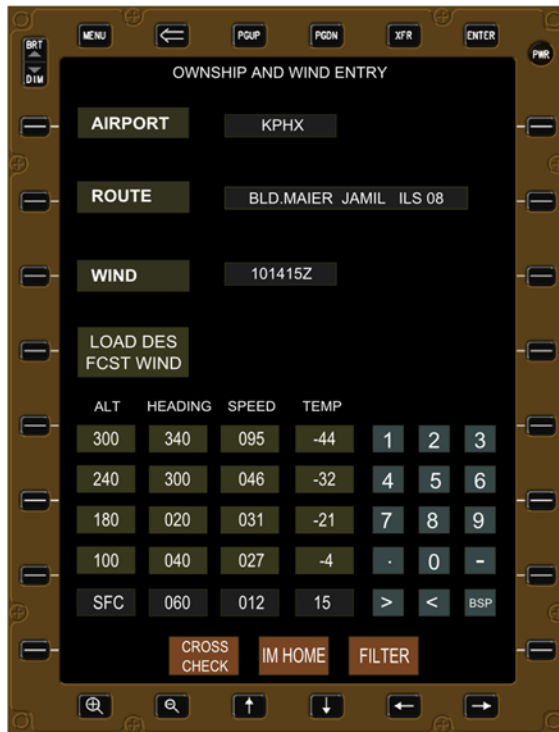 MENU PGUP PGDN XFR ENTER
BRT
DIM
PWR
OWNSHIP AND WIND ENTRY
AIRPORT KPHX
ROUTE BLD.MAIER JAMIL ILS 08
WIND 101415Z
LOAD DES
FCST WIND
ALT HEADING SPEED TEMP
300 340 095 -44 1 2 3
240 300 046 -32 4 5 6
180 020 031 -21 7 8 9
100 040 027 -4 . 0 -
SFC 060 012 15 > < BSP
CROSS
CHECK
IM HOME
FILTER